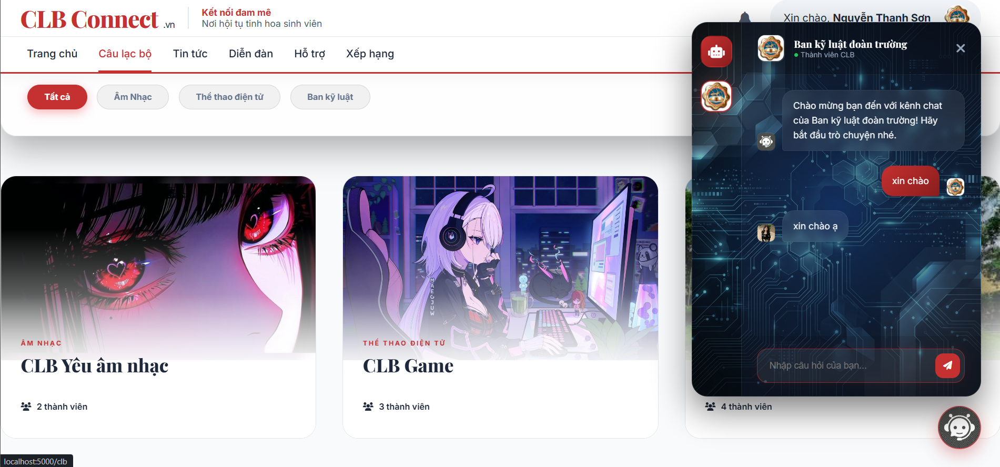 CLB Connect .vn
Kết nối đam mê
Nơi hội tụ tinh hoa sinh viên
Xin chào, Nguyễn Thanh Sơn
Trang chủ
Câu lạc bộ
Tin tức
Diễn đàn
Hỗ trợ
Xếp hạng
Tất cả
Âm Nhạc
Thể thao điện tử
Ban kỹ luật
ÂM NHẠC
CLB Yêu âm nhạc
2 thành viên
MAEGJUW
THỂ THAO ĐIỆN TỬ
CLB Game
3 thành viên
4 thành viên
Ban kỹ luật đoàn trường
Thành viên CLB
Chào mừng bạn đến với kênh chat
của Ban kỹ luật đoàn trường! Hãy
bắt đầu trò chuyện nhé.
xin chào
xin chào ạ
Nhập câu hỏi của bạn...
localhost:5000/clb